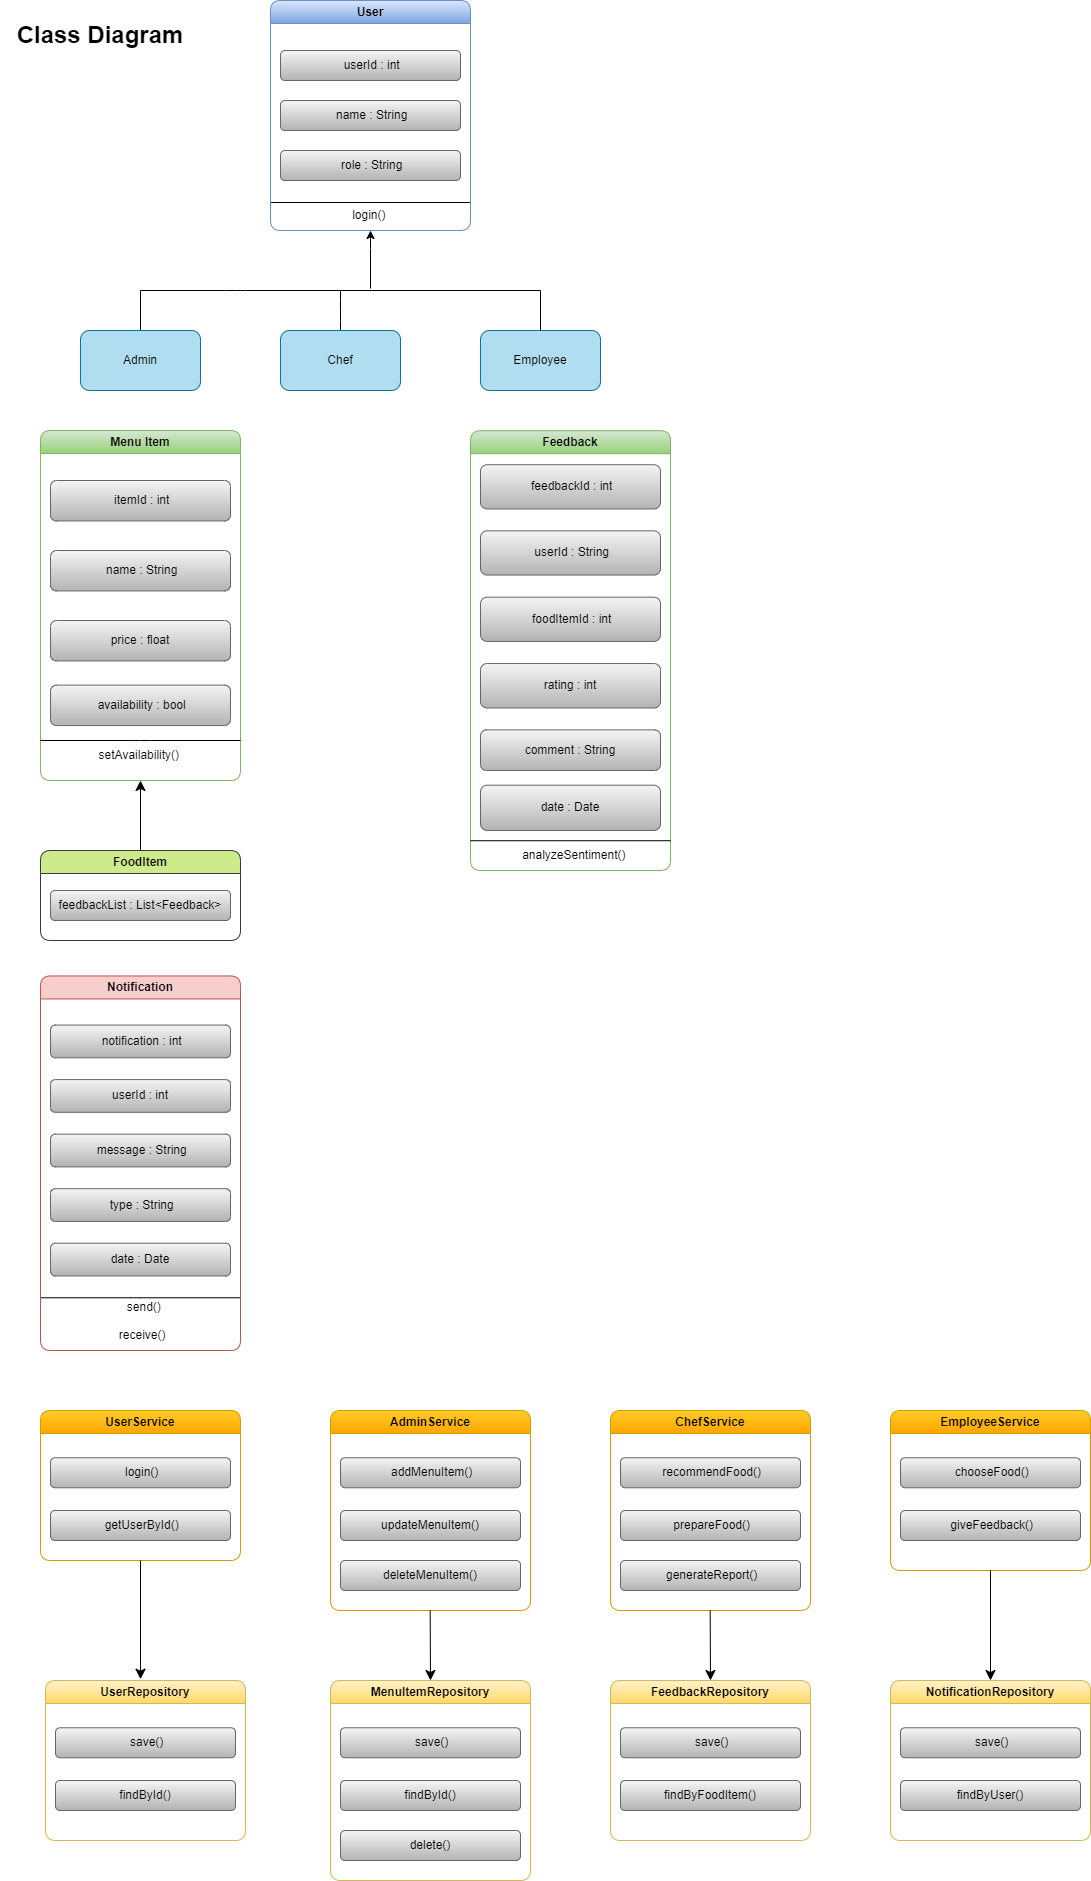 Class Diagram
User
userId : int
name : String
role : String
login()
Admin
Chef
Employee
Menu Item
itemId : int
name : String
price : float
availability : bool
setAvailability()
Feedback
feedbackId : int
userId : String
foodItemId : int
rating : int
comment : String
date : Date
analyzeSentiment()
FoodItem
feedbackList : List<Feedback>
Notification
notification : int
userId : int
message : String
type : String
date : Date
send()
receive()
UserService
login()
getUserById()
AdminService
addMenuItem()
updateMenuItem()
deleteMenuItem()
ChefService
recommendFood()
prepareFood()
generateReport()
EmployeeService
chooseFood()
giveFeedback()
UserRepository
save()
findById()
MenuItemRepository
save()
findById()
delete()
FeedbackRepository
save()
findByFoodItem()
NotificationRepository
save()
findByUser()